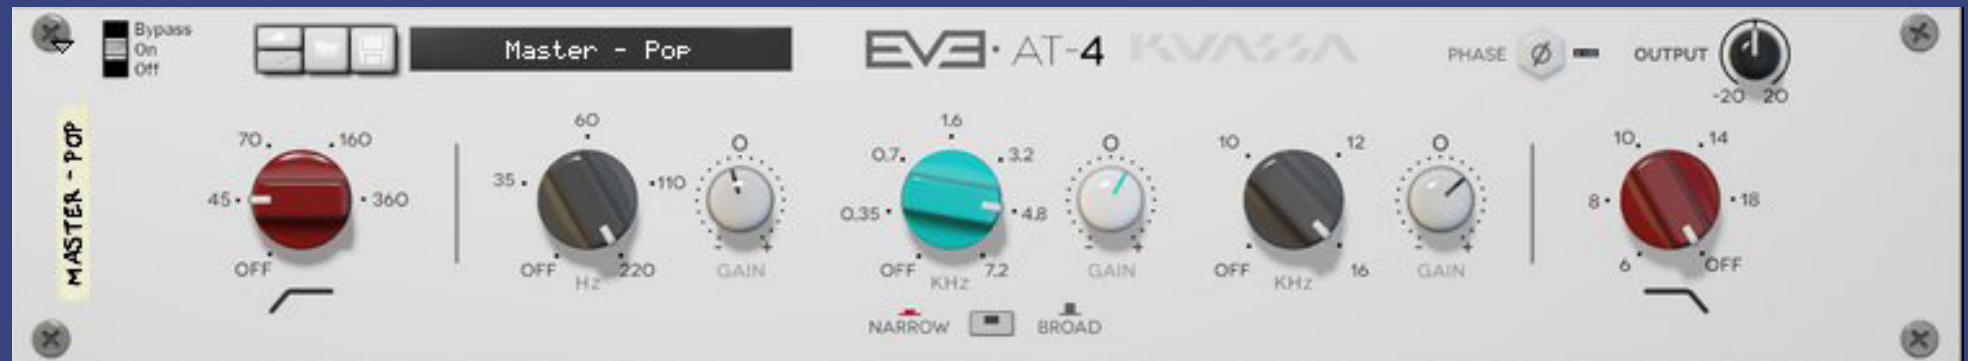 Bypass
On
Off
Master - Pop
EVE· AT-4 KVASSA
PHASE Ø
OUTPUT
-20 20
MASTER - POP
45 70 160 360
OFF
35 60 110
OFF Hz 220
0
- +
GAIN
0.35 0.7 1.6 3.2 4.8
OFF KHz 7.2
0
- +
GAIN
10 12
OFF KHz 16
0
- +
GAIN
8 10 14 18
6 OFF
NARROW BROAD